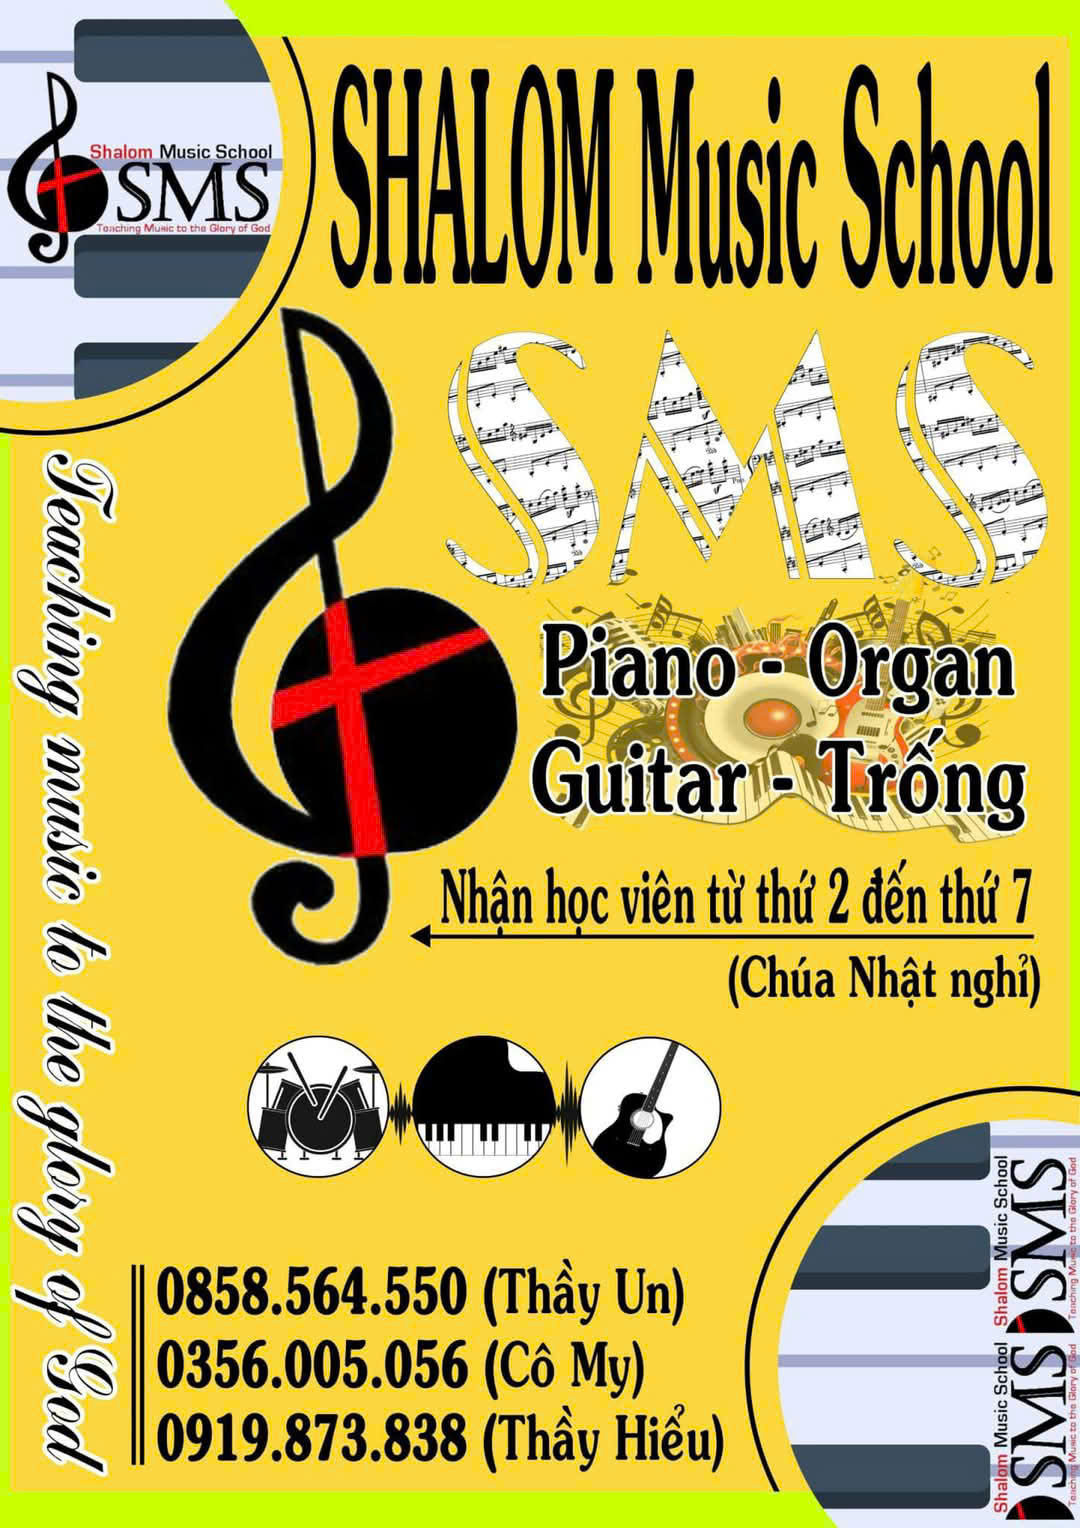 Shalom Music School
SMS
Teaching Music to the Glory of God
SHALOM Music School
SMS
Piano - Organ
Guitar - Trống
Nhận học viên từ thứ 2 đến thứ 7
(Chúa Nhật nghỉ)
Teaching music to the glory of God
0858.564.550 (Thầy Un)
0356.005.056 (Cô My)
0919.873.838 (Thầy Hiểu)
Shalom Music School
SMS
Teaching Music to the Glory of God
Shalom Music School
SMS
Teaching Music to the Glory of God